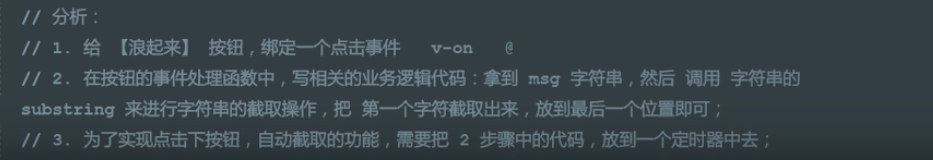 // 分析：
// 1. 给 【浪起来】 按钮，绑定一个点击事件 v-on @
// 2. 在按钮的事件处理函数中，写相关的业务逻辑代码：拿到 msg 字符串，然后 调用 字符串的
substring 来进行字符串的截取操作，把 第一个字符截取出来，放到最后一个位置即可；
// 3. 为了实现点击下按钮，自动截取的功能，需要把 2 步骤中的代码，放到一个定时器中去；